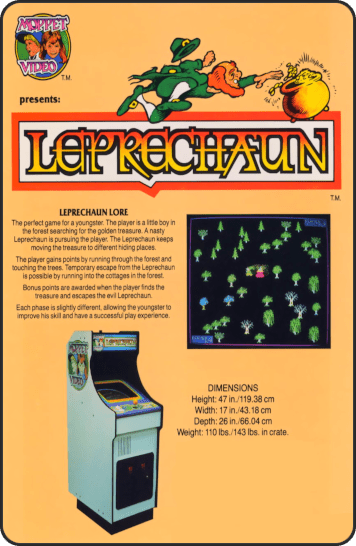 MOPPET
VIDEO
T.M.
presents:
LEPRECHAUN
T.M.
LEPRECHAUN LORE
The perfect game for a youngster. The player is a little boy in
the forest searching for the golden treasure. A nasty
Leprechaun is pursuing the player. The Leprechaun keeps
moving the treasure to different hiding places.
The player gains points by running through the forest and
touching the trees. Temporary escape from the Leprechaun
is possible by running into the cottages in the forest.
Bonus points are awarded when the player finds the
treasure and escapes the evil Leprechaun.
Each phase is slightly different, allowing the youngster to
improve his skill and have a successful play experience.
DIMENSIONS
Height: 47 in./119.38 cm
Width: 17 in./43.18 cm
Depth: 26 in./66.04 cm
Weight: 110 lbs./143 lbs. in crate.
MOPPET
VIDEO